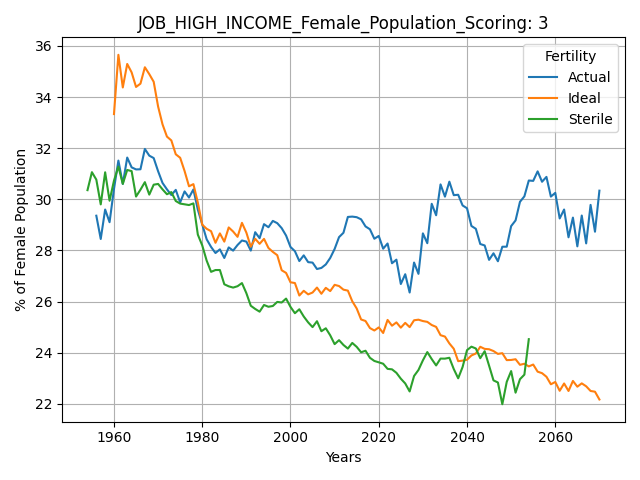 JOB_HIGH_INCOME_Female_Population_Scoring: 3
% of Female Population
36
34
32
30
28
26
24
22
Fertility
Actual
Ideal
Sterile
1960 1980 2000 2020 2040 2060
Years